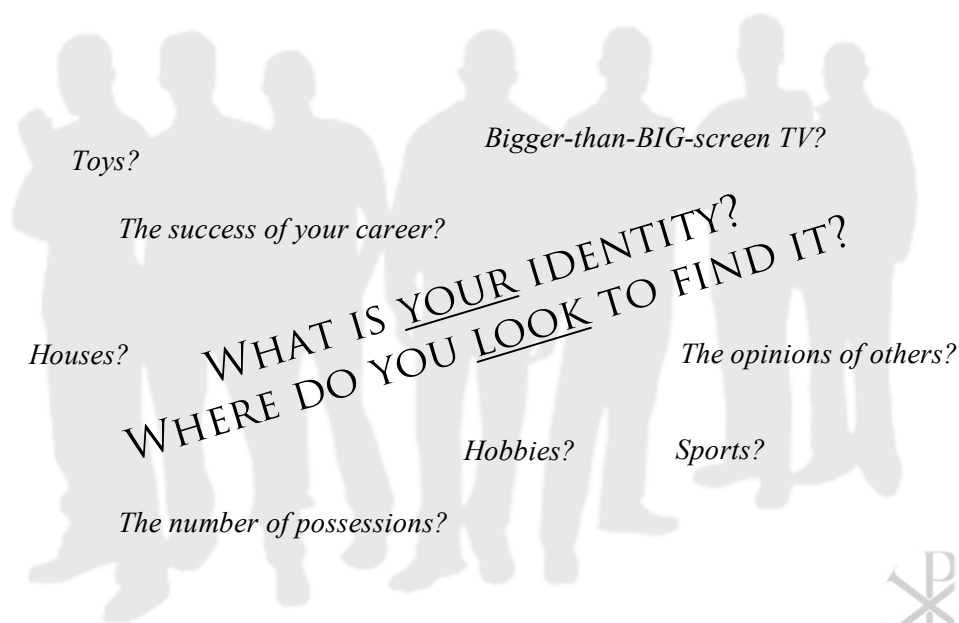 Bigger-than-BIG-screen TV?
Toys?
The success of your career?
WHAT IS YOUR IDENTITY?
WHERE DO YOU LOOK TO FIND IT?
Houses?
The opinions of others?
Hobbies?
Sports?
The number of possessions?